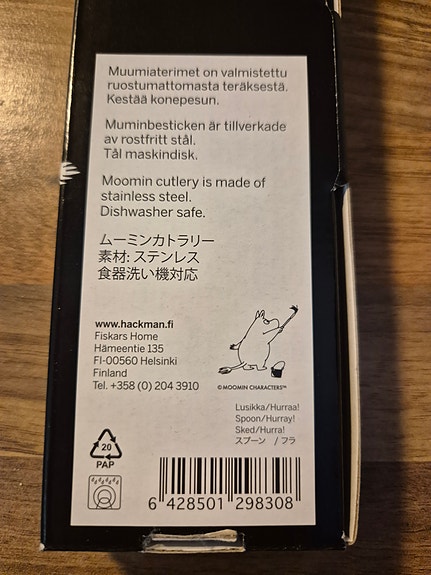 Muumiaterimet on valmistettu
ruostumattomasta teräksestä.
Kestää konepesun.
Muminbesticken är tillverkade
av rostfritt stål.
Tål maskindisk.
Moomin cutlery is made of
stainless steel.
Dishwasher safe.
ムーミンカトラリー
素材: ステンレス
食器洗い機対応
www.hackman.fi
Fiskars Home
Hämeentie 135
FI-00560 Helsinki
Finland
Tel. +358 (0) 204 3910
© MOOMIN CHARACTERS™
Lusikka/Hurraa!
Spoon/Hurray!
Sked/Hurra!
スプーン / フラ
20
PAP
6 428501 298308